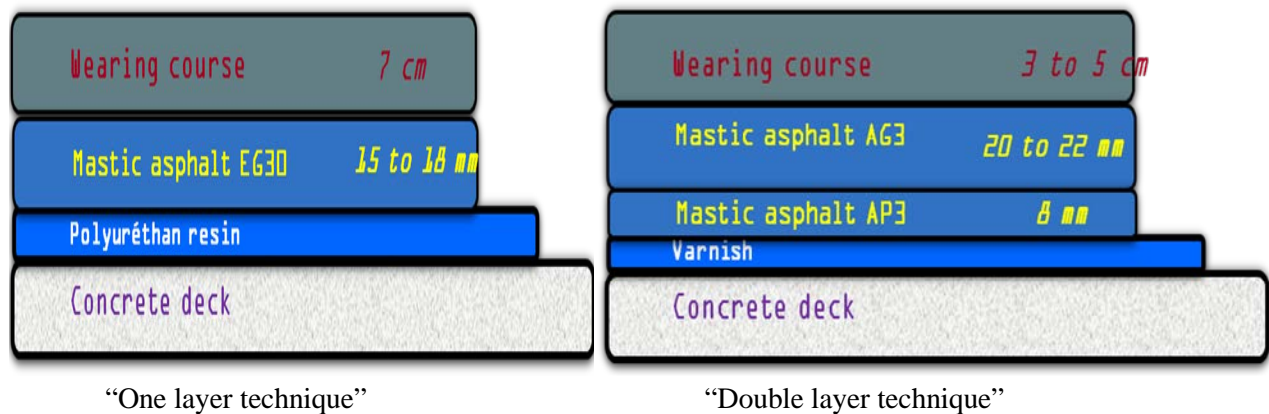 Wearing course 7 cm
Mastic asphalt EG30 15 to 18 mm
Polyuréthan resin
Concrete deck
“One layer technique”
Wearing course 3 to 5 cm
Mastic asphalt AG3 20 to 22 mm
Mastic asphalt AP3 8 mm
Varnish
Concrete deck
“Double layer technique”